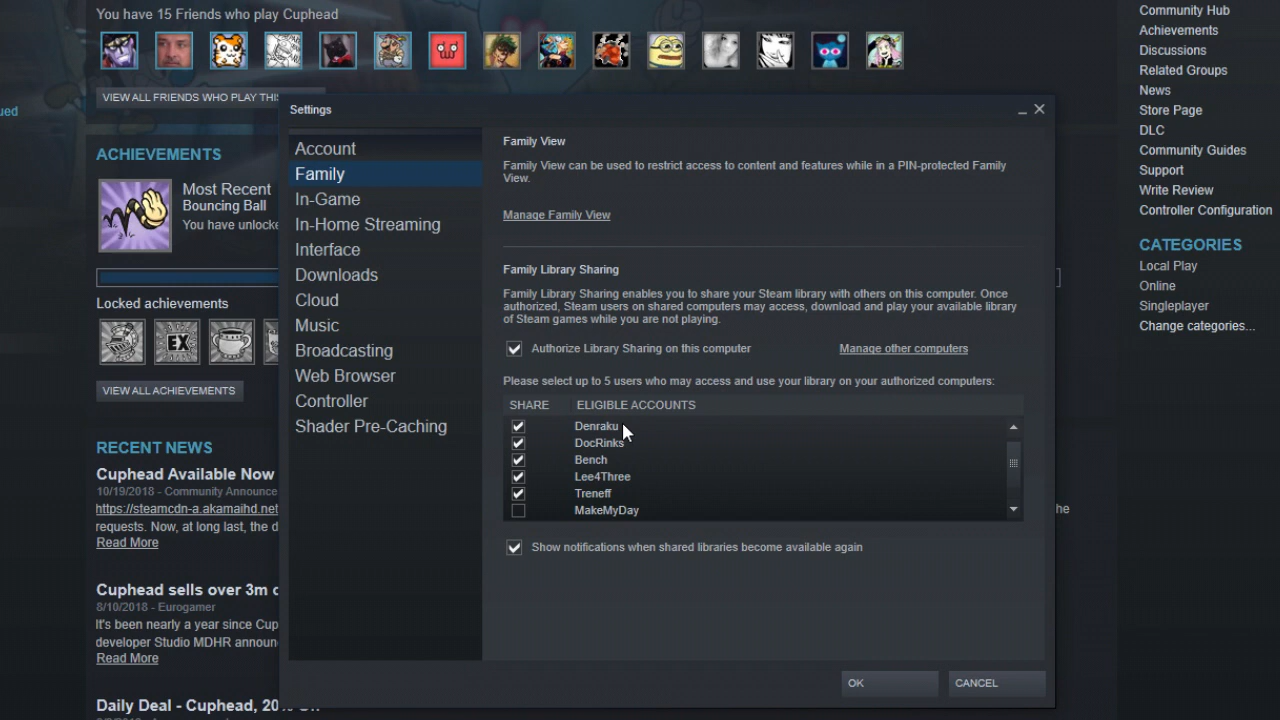 You have 15 Friends who play Cuphead
VIEW ALL FRIENDS WHO PLAY THIS
ued
ACHIEVEMENTS
Most Recent
Bouncing Ball
You have unlocke
Locked achievements
EX
VIEW ALL ACHIEVEMENTS
RECENT NEWS
Cuphead Available Now
10/19/2018 - Community Announce
https://steamcdn-a.akamaihd.net
requests. Now, at long last, the d
Read More
Cuphead sells over 3m c
8/10/2018 - Eurogamer
It's been nearly a year since Cup
developer Studio MDHR announ
Read More
Daily Deal - Cuphead, 20%
Settings
Account
Family
In-Game
In-Home Streaming
Interface
Downloads
Cloud
Music
Broadcasting
Web Browser
Controller
Shader Pre-Caching
Family View
Family View can be used to restrict access to content and features while in a PIN-protected Family
View.
Manage Family View
Family Library Sharing
Family Library Sharing enables you to share your Steam library with others on this computer. Once
authorized, Steam users on shared computers may access, download and play your available library
of Steam games while you are not playing.
Authorize Library Sharing on this computer
Manage other computers
Please select up to 5 users who may access and use your library on your authorized computers:
SHARE ELIGIBLE ACCOUNTS
Denraku
DocRinks
Bench
Lee4Three
Treneff
MakeMyDay
Show notifications when shared libraries become available again
OK
CANCEL
he
Community Hub
Achievements
Discussions
Related Groups
News
Store Page
DLC
Community Guides
Support
Write Review
Controller Configuration
CATEGORIES
Local Play
Online
Singleplayer
Change categories...